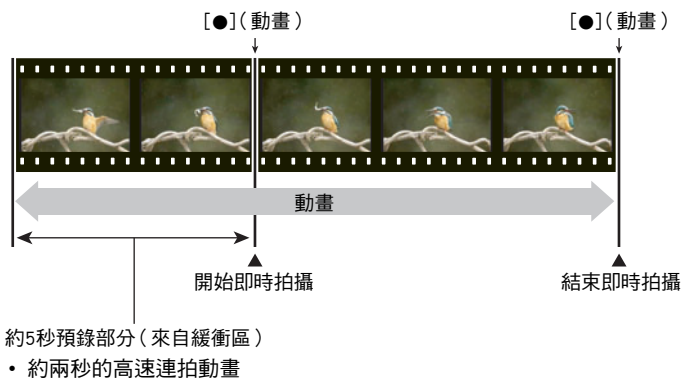 [●](動畫) [●](動畫)
動畫
開始即時拍攝 結束即時拍攝
約5秒預錄部分(來自緩衝區)
• 約兩秒的高速連拍動畫